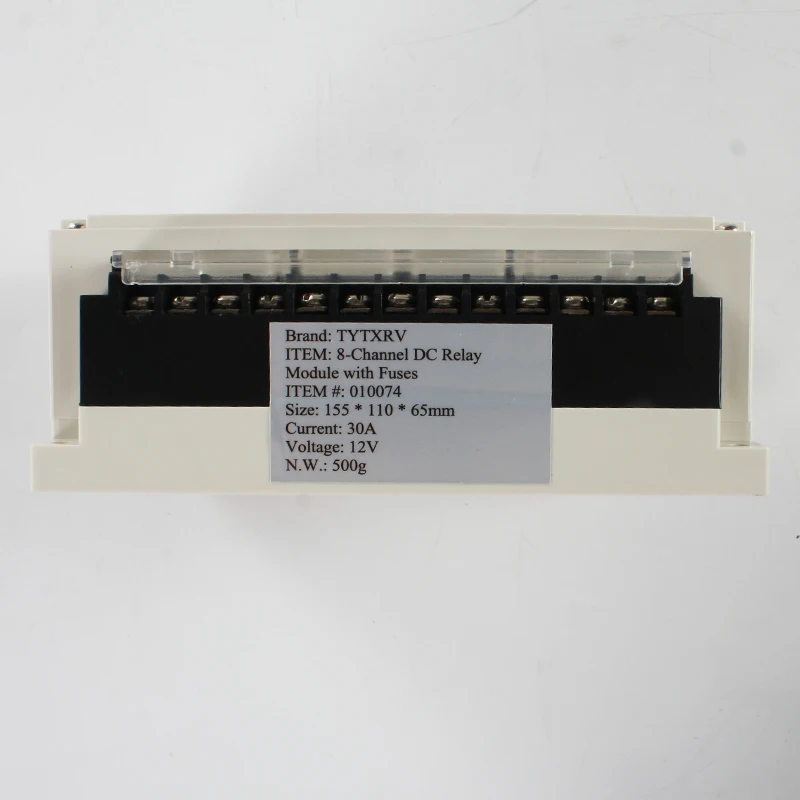 Brand: TYTXRV
ITEM: 8-Channel DC Relay
Module with Fuses
ITEM #: 010074
Size: 155 * 110 * 65mm
Current: 30A
Voltage: 12V
N.W.: 500g